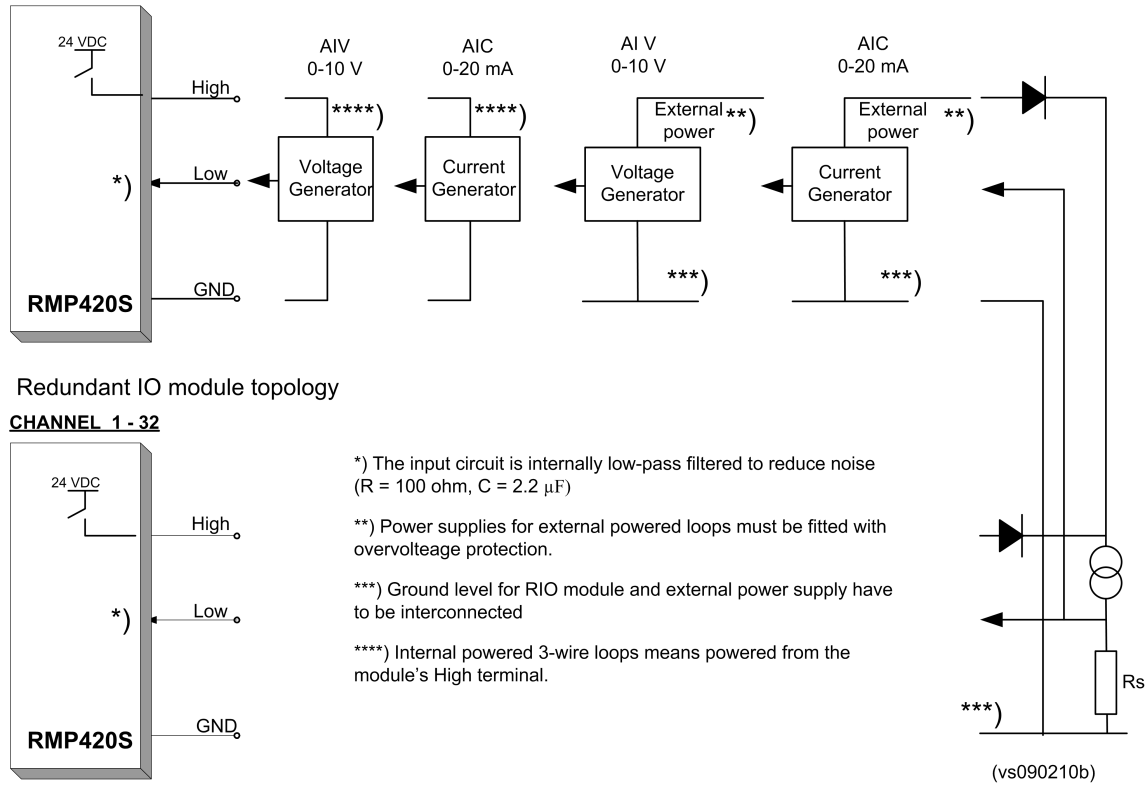 24 VDC
High
*)
Low
GND
RMP420S
AIV
0-10 V
****)
Voltage
Generator
AIC
0-20 mA
****)
Current
Generator
AI V
0-10 V
External
power
**)
Voltage
Generator
***)
AIC
0-20 mA
External
power
**)
Current
Generator
***)
Redundant IO module topology
CHANNEL 1 - 32
24 VDC
High
*)
Low
GND
RMP420S
*) The input circuit is internally low-pass filtered to reduce noise
(R = 100 ohm, C = 2.2 μF)
**) Power supplies for external powered loops must be fitted with
overvolteage protection.
***) Ground level for RIO module and external power supply have
to be interconnected
****) Internal powered 3-wire loops means powered from the
module's High terminal.
Rs
***)
(vs090210b)